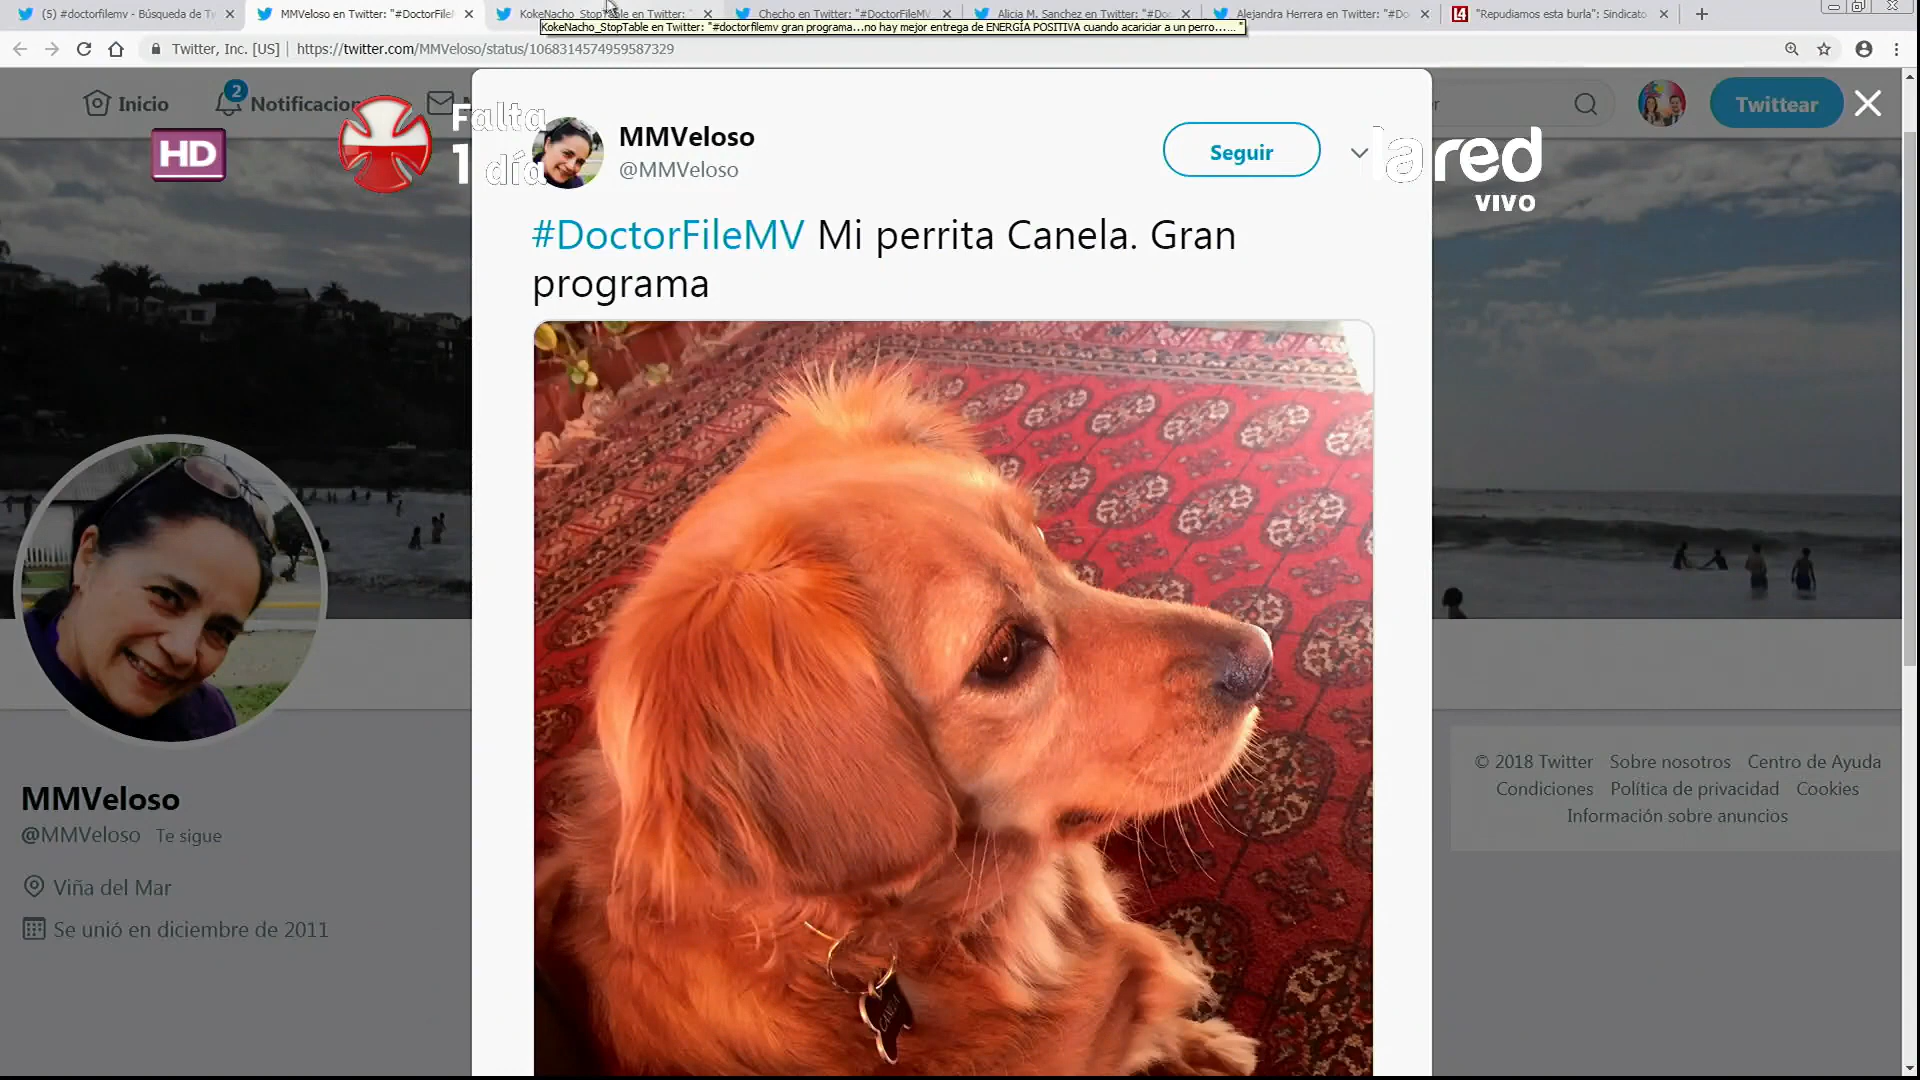 (5) #doctorfilemv - Búsqueda de Tw
MMVeloso en Twitter: "#DoctorFile
KokeNacho_StopTable en Twitter: "
Checho en Twitter: "#DoctorFileMV
Alicia M. Sanchez en Twitter: "#Do
Alejandra Herrera en Twitter: "#Do
"Repudiamos esta burla": Sindicato
KokeNacho_StopTable en Twitter: "#doctorfilemv gran programa...no hay mejor entrega de ENERGÍA POSITIVA cuando acariciar a un perro...... "
Twitter, Inc. [US] | https://twitter.com/MMVeloso/status/1068314579959587329
Inicio
2
Notificacion
Twittear
HD
Falta
1 día
MMVeloso
@MMVeloso
Seguir
la red
VIVO
#DoctorFileMV Mi perrita Canela. Gran
programa
CANELA
MMVeloso
@MMVeloso Te sigue
Viña del Mar
Se unió en diciembre de 2011
© 2018 Twitter Sobre nosotros Centro de Ayuda
Condiciones Política de privacidad Cookies
Información sobre anuncios